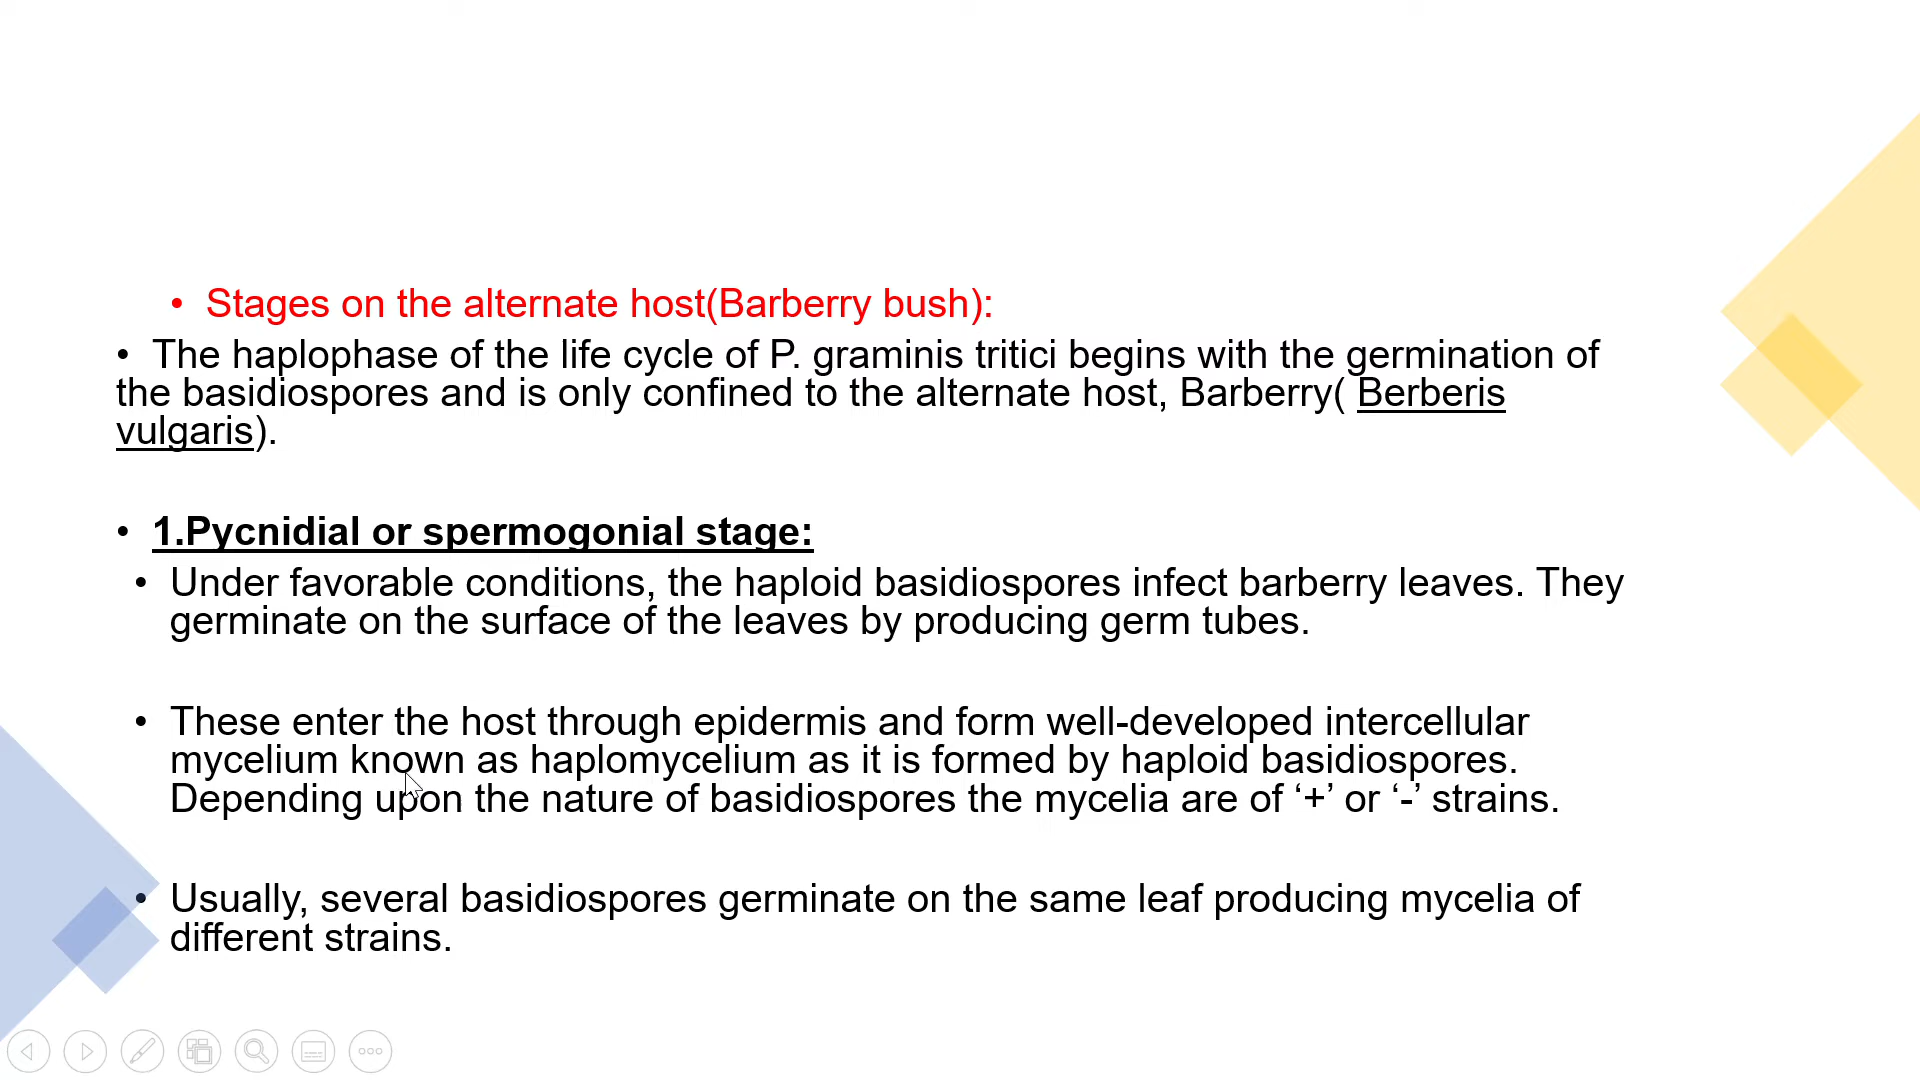 • Stages on the alternate host(Barberry bush):
• The haplophase of the life cycle of P. graminis tritici begins with the germination of
the basidiospores and is only confined to the alternate host, Barberry( Berberis
vulgaris).
• 1.Pycnidial or spermogonial stage:
• Under favorable conditions, the haploid basidiospores infect barberry leaves. They
germinate on the surface of the leaves by producing germ tubes.
• These enter the host through epidermis and form well-developed intercellular
mycelium known as haplomycelium as it is formed by haploid basidiospores.
Depending upon the nature of basidiospores the mycelia are of ‘+’ or ‘-’ strains.
• Usually, several basidiospores germinate on the same leaf producing mycelia of
different strains.